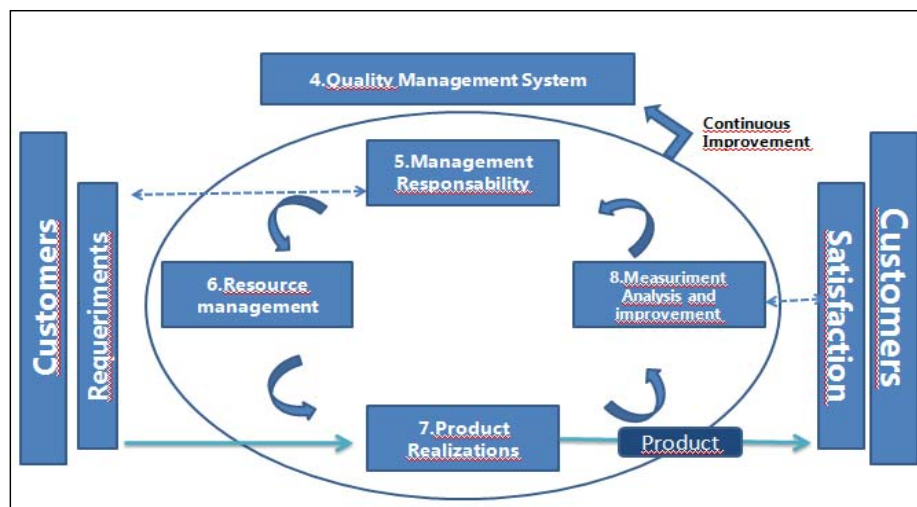 4.Quality Management System
Continuous
Improvement
5.Management
Responsability
Customers
Requeriments
6.Resource
management
8.Measuriment
Analysis and
improvement
Satisfaction
Customers
7.Product
Realizations
Product